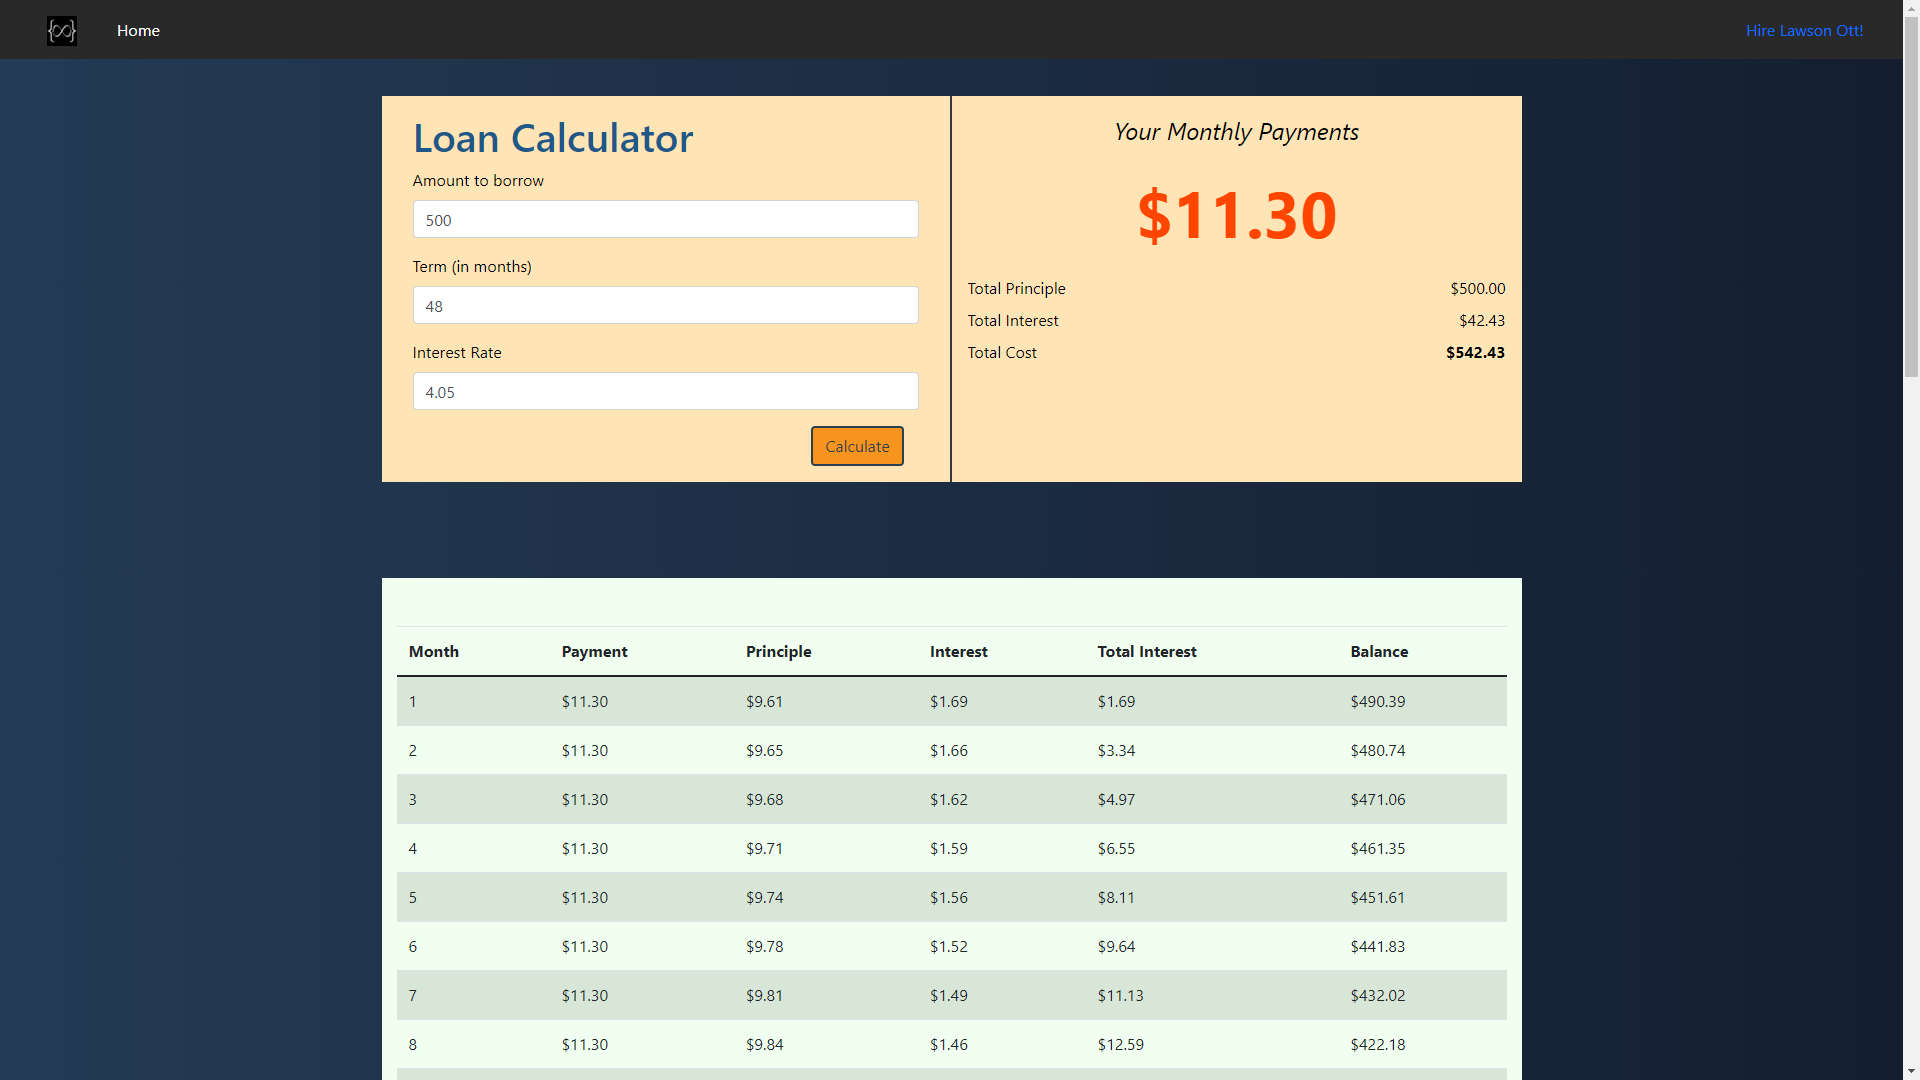 {∞}
Home
Hire Lawson Ott!
Loan Calculator
Amount to borrow
500
Term (in months)
48
Interest Rate
4.05
Calculate
Your Monthly Payments
$11.30
Total Principle $500.00
Total Interest $42.43
Total Cost $542.43
Month Payment Principle Interest Total Interest Balance
1 $11.30 $9.61 $1.69 $1.69 $490.39
2 $11.30 $9.65 $1.66 $3.34 $480.74
3 $11.30 $9.68 $1.62 $4.97 $471.06
4 $11.30 $9.71 $1.59 $6.55 $461.35
5 $11.30 $9.74 $1.56 $8.11 $451.61
6 $11.30 $9.78 $1.52 $9.64 $441.83
7 $11.30 $9.81 $1.49 $11.13 $432.02
8 $11.30 $9.84 $1.46 $12.59 $422.18